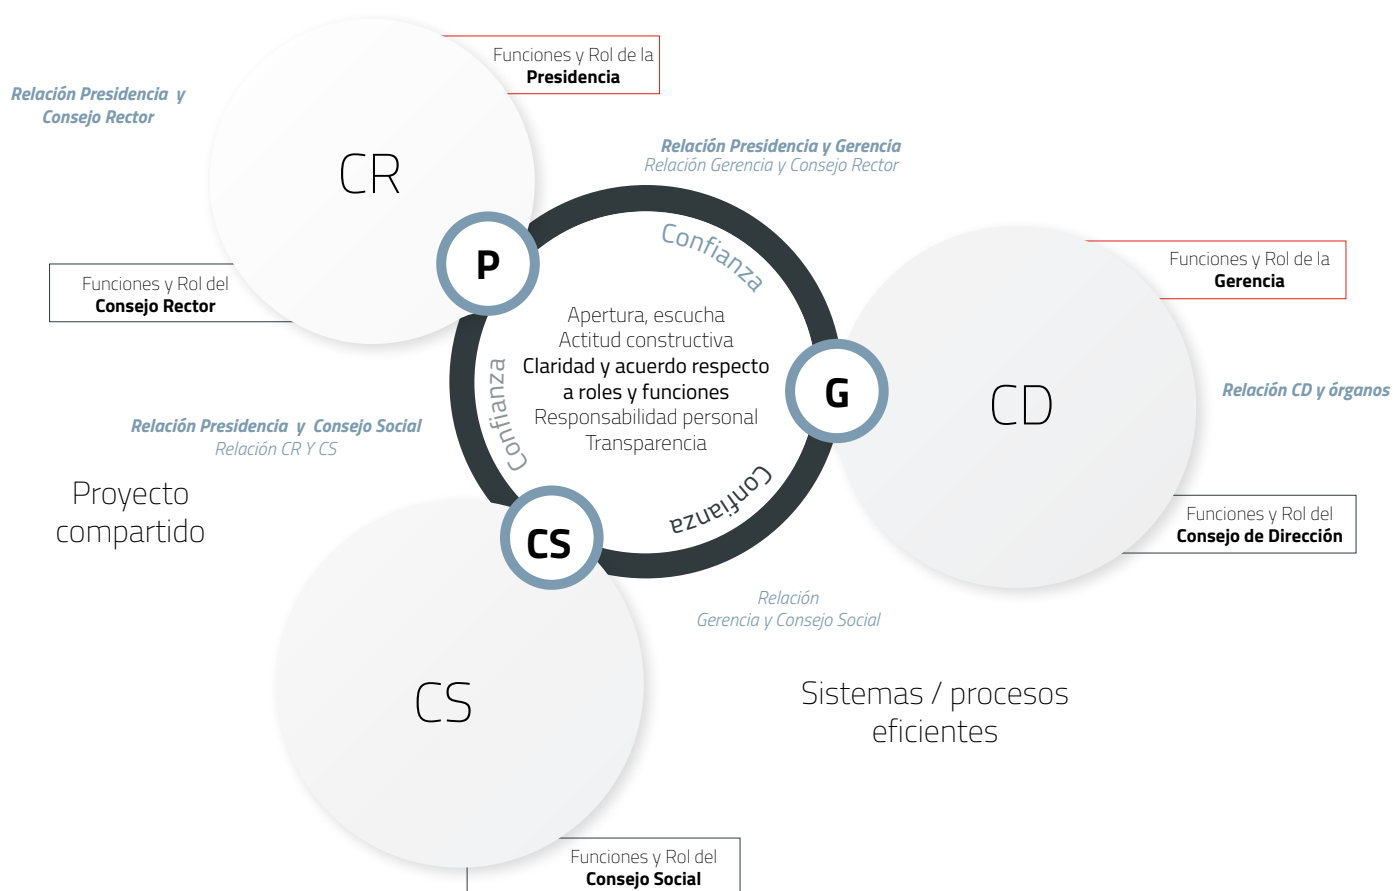 Funciones y Rol de la
Presidencia
Relación Presidencia y
Consejo Rector
CR
Relación Presidencia y Gerencia
Relación Gerencia y Consejo Rector
P
Confianza
Funciones y Rol del
Consejo Rector
Funciones y Rol de la
Gerencia
Apertura, escucha
Actitud constructiva
Claridad y acuerdo respecto
a roles y funciones
Responsabilidad personal
Transparencia
Confianza
G
CD
Relación CD y órganos
Relación Presidencia y Consejo Social
Relación CR Y CS
Proyecto
compartido
Confianza
CS
Funciones y Rol del
Consejo de Dirección
Relación
Gerencia y Consejo Social
CS
Sistemas / procesos
eficientes
Funciones y Rol del
Consejo Social